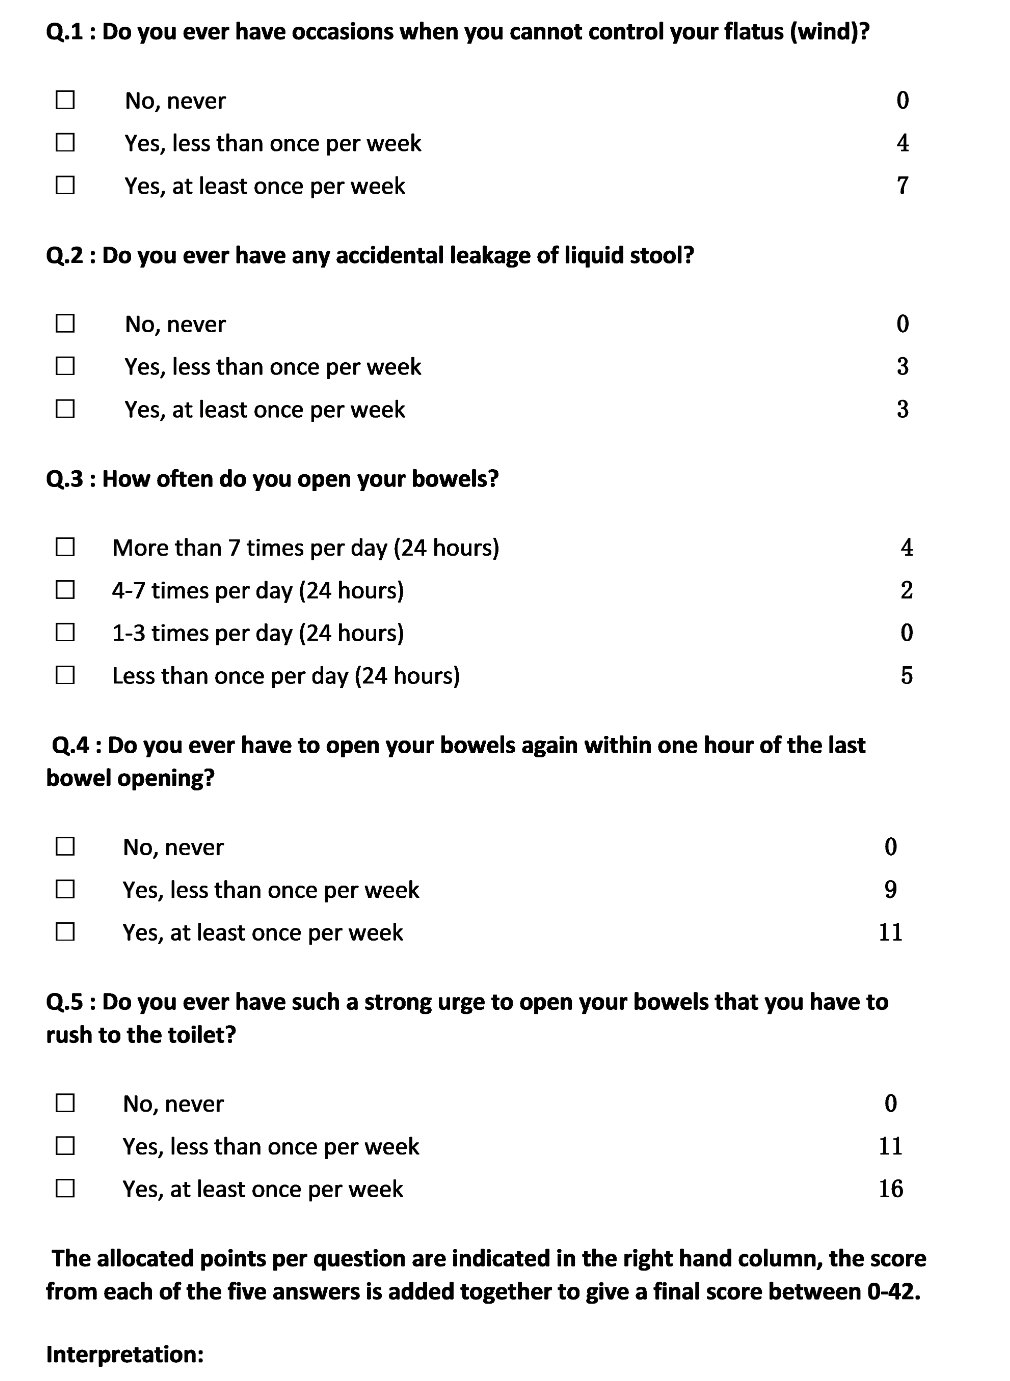 Q.1 : Do you ever have occasions when you cannot control your flatus (wind)?
☐ No, never 0
☐ Yes, less than once per week 4
☐ Yes, at least once per week 7
Q.2 : Do you ever have any accidental leakage of liquid stool?
☐ No, never 0
☐ Yes, less than once per week 3
☐ Yes, at least once per week 3
Q.3 : How often do you open your bowels?
☐ More than 7 times per day (24 hours) 4
☐ 4-7 times per day (24 hours) 2
☐ 1-3 times per day (24 hours) 0
☐ Less than once per day (24 hours) 5
Q.4 : Do you ever have to open your bowels again within one hour of the last
bowel opening?
☐ No, never 0
☐ Yes, less than once per week 9
☐ Yes, at least once per week 11
Q.5 : Do you ever have such a strong urge to open your bowels that you have to
rush to the toilet?
☐ No, never 0
☐ Yes, less than once per week 11
☐ Yes, at least once per week 16
The allocated points per question are indicated in the right hand column, the score
from each of the five answers is added together to give a final score between 0-42.
Interpretation: